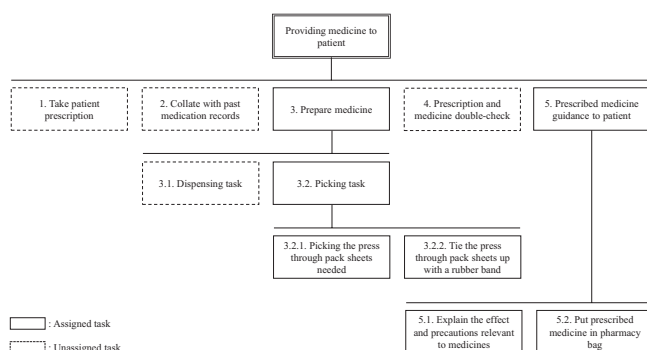 Providing medicine to
patient
1. Take patient
prescription
2. Collate with past
medication records
3. Prepare medicine
4. Prescription and
medicine double-check
5. Prescribed medicine
guidance to patient
3.1. Dispensing task
3.2. Picking task
3.2.1. Picking the press
through pack sheets
needed
3.2.2. Tie the press
through pack sheets up
with a rubber band
5.1. Explain the effect
and precautions relevant
to medicines
5.2. Put prescribed
medicine in pharmacy
bag
: Assigned task
: Unassigned task